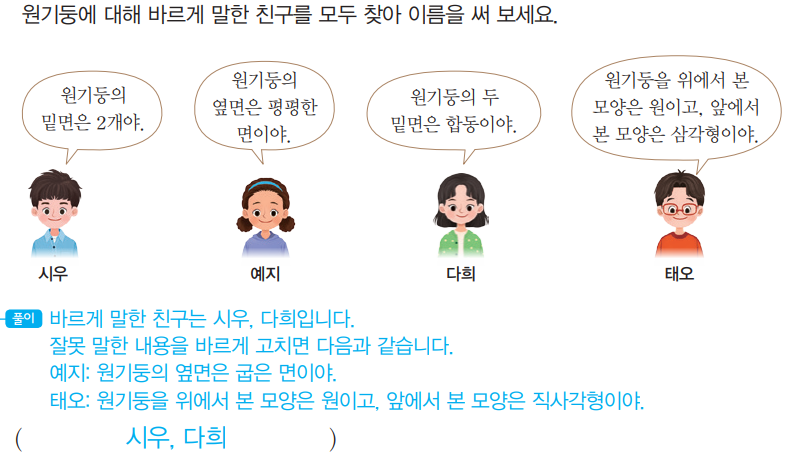 원기둥에 대해 바르게 말한 친구를 모두 찾아 이름을 써 보세요.
원기둥의
밑면은 2개야.
원기둥의
옆면은 평평한
면이야.
원기둥의 두
밑면은 합동이야.
원기둥을 위에서 본
모양은 원이고, 앞에서
본 모양은 삼각형이야.
시우
예지
다희
태오
풀이 바르게 말한 친구는 시우, 다희입니다.
잘못 말한 내용을 바르게 고치면 다음과 같습니다.
예지: 원기둥의 옆면은 굽은 면이야.
태오: 원기둥을 위에서 본 모양은 원이고, 앞에서 본 모양은 직사각형이야.
( 시우, 다희 )